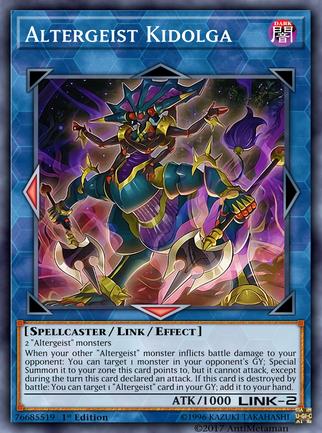 ALTERGEIST KIDOLGA
DARK
闇
[SPELLCASTER / LINK / EFFECT]
2 "Altergeist" monsters
When your other "Altergeist" monster inflicts battle damage to your
opponent: You can target 1 monster in your opponent's GY; Special
Summon it to your zone this card points to, but it cannot attack, except
during the turn this card declared an attack. If this card is destroyed by
battle: You can target 1 "Altergeist" card in your GY; add it to your hand.
ATK/1000 LINK-2
76685519 1st Edition ©1996 KAZUKI TAKAHASHI
©2017 AntiMetaman